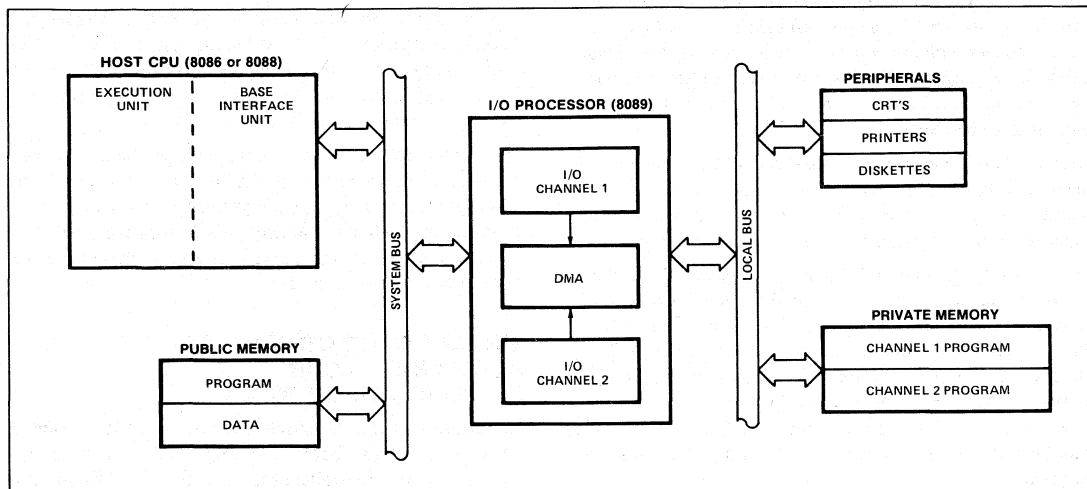 HOST CPU (8086 or 8088)
EXECUTION
UNIT
BASE
INTERFACE
UNIT
PUBLIC MEMORY
PROGRAM
DATA
SYSTEM BUS
I/O PROCESSOR (8089)
I/O
CHANNEL 1
DMA
I/O
CHANNEL 2
LOCAL BUS
PERIPHERALS
CRT'S
PRINTERS
DISKETTES
PRIVATE MEMORY
CHANNEL 1 PROGRAM
CHANNEL 2 PROGRAM